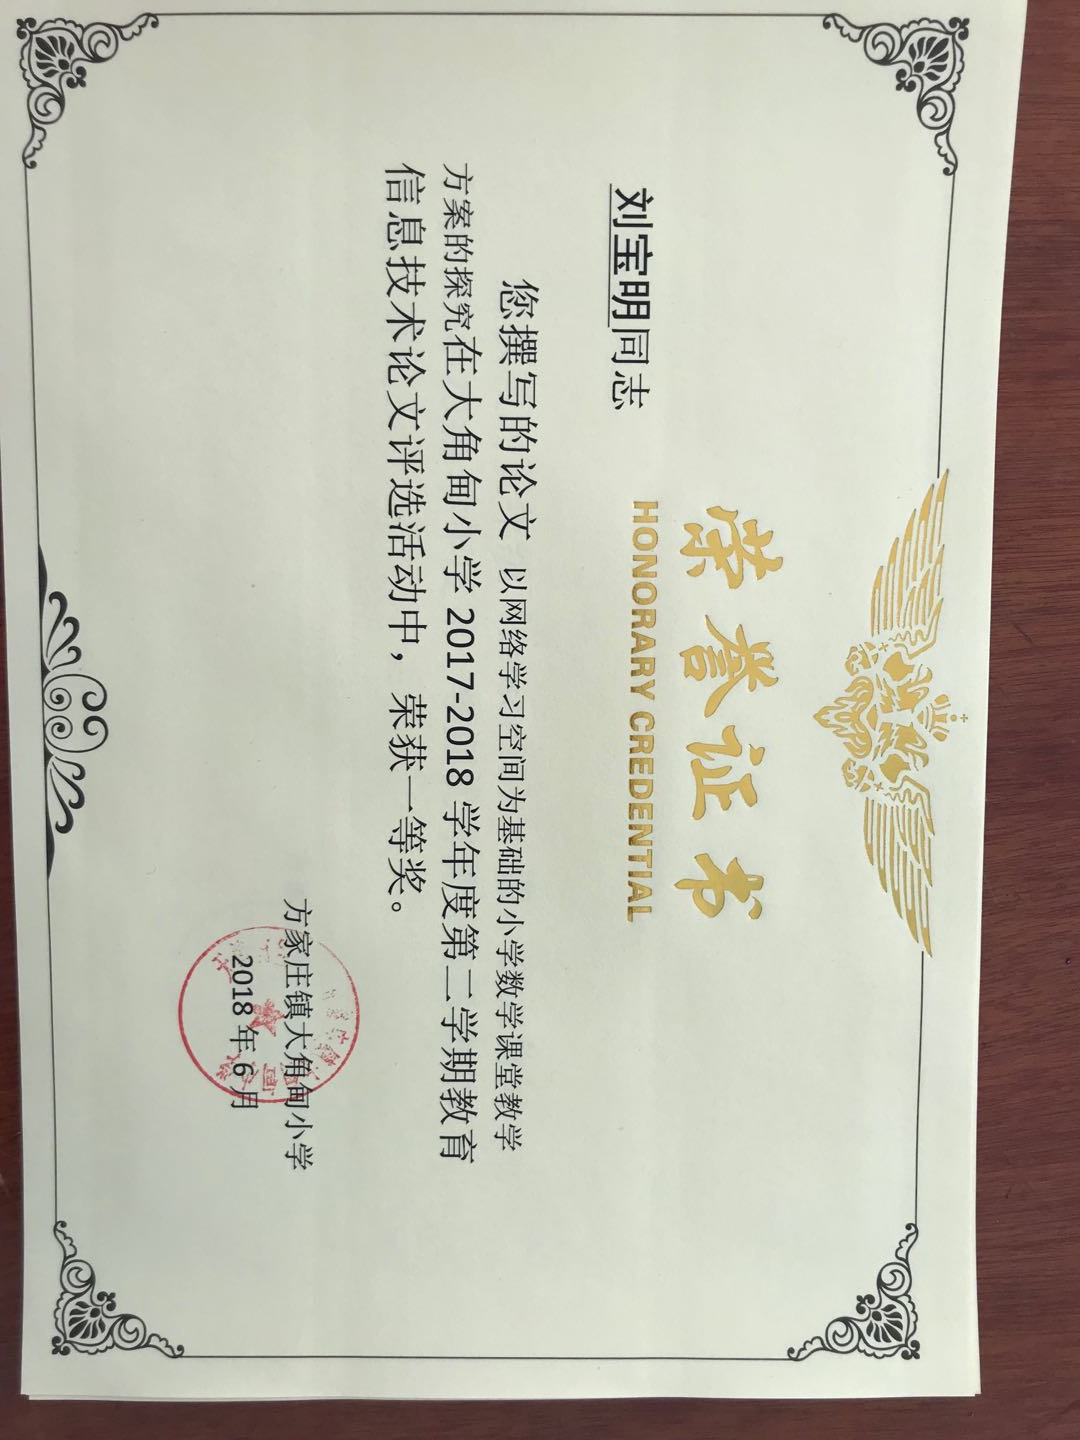 荣誉证书
HONORARY CREDENTIAL
刘宝明同志
您撰写的论文 以网络学习空间为基础的小学数学课堂教学
方案的探究在大角甸小学 2017-2018 学年度第二学期教育
信息技术论文评选活动中，荣获一等奖。
方家庄镇大角甸小学
2018 年 6 月